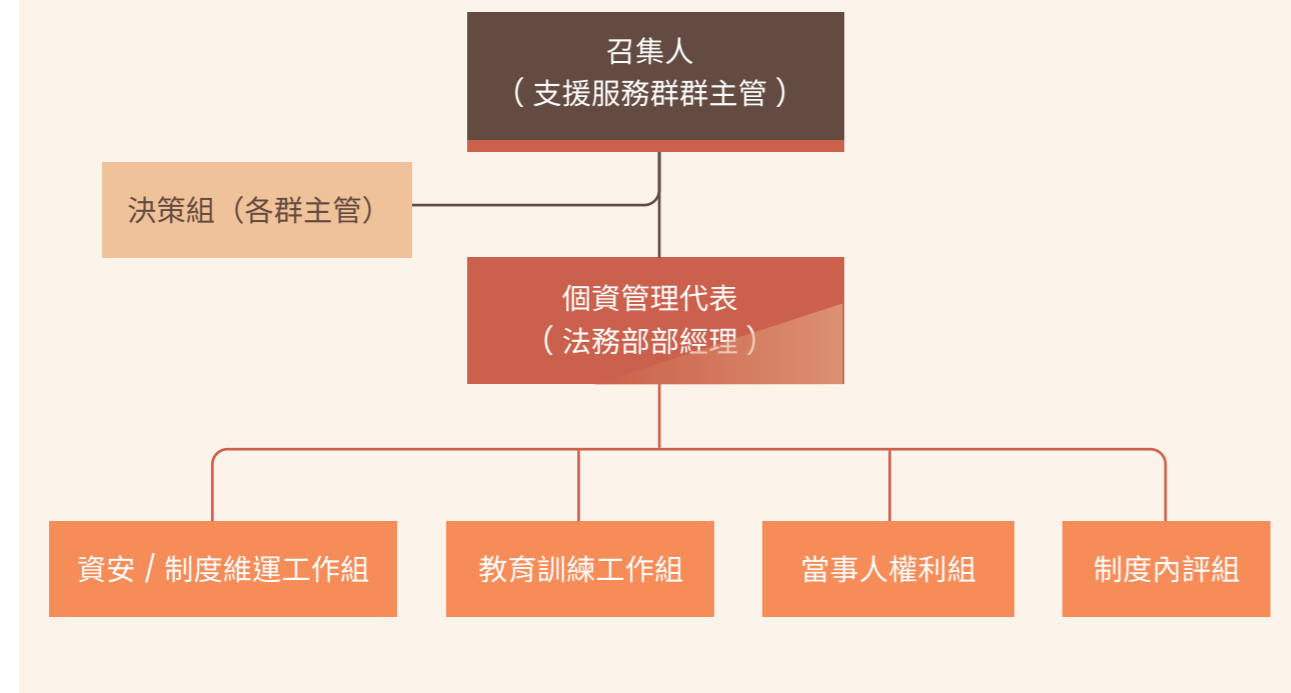 召集人
（支援服務群群主管）
決策組（各群主管）
個資管理代表
（法務部部經理）
資安 / 制度維運工作組
教育訓練工作組
當事人權利組
制度內評組